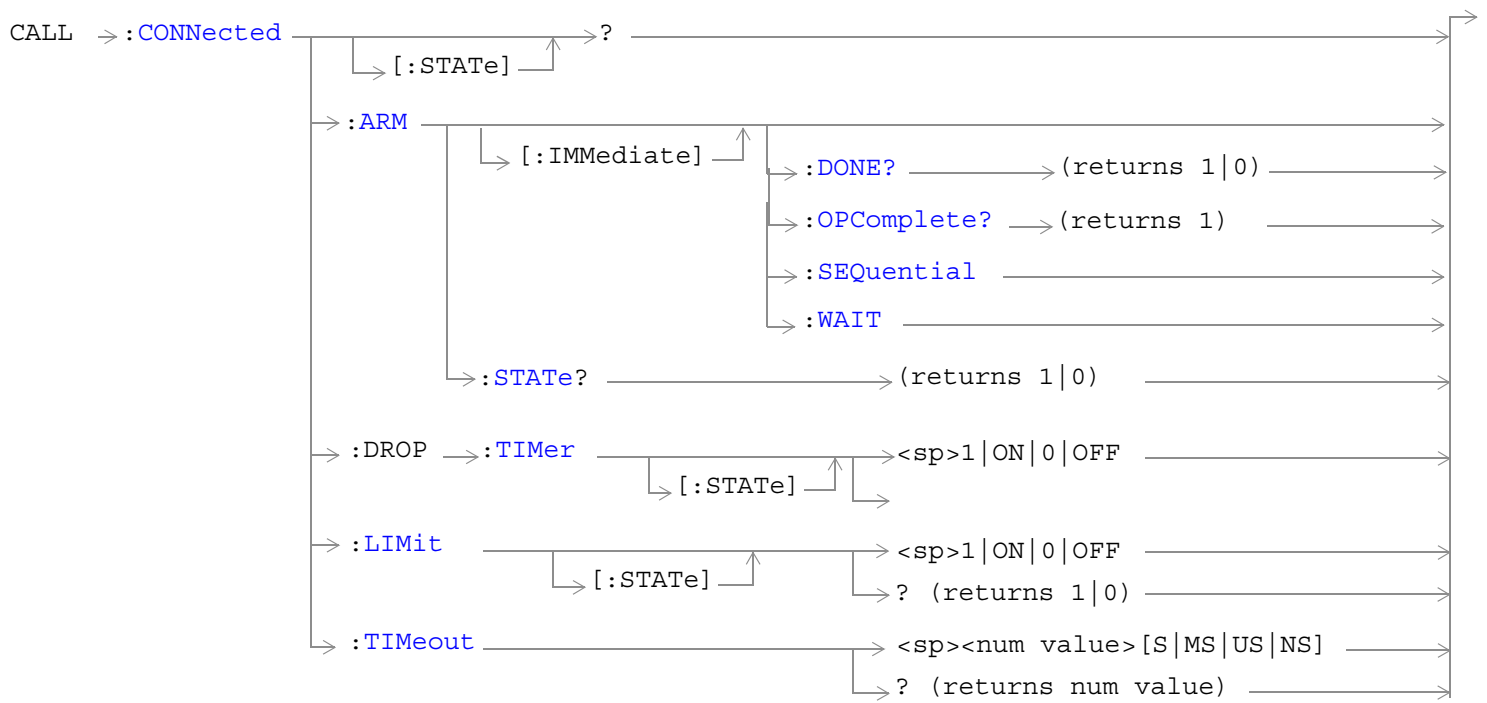 CALL :CONNected ?
[:STATe]
:ARM
[:IMMediate]
:DONE? (returns 1|0)
:OPComplete? (returns 1)
:SEQuential
:WAIT
:STATe? (returns 1|0)
:DROP :TIMer <sp>1|ON|0|OFF
[:STATe]
:LIMit <sp>1|ON|0|OFF
[:STATe]
? (returns 1|0)
:TIMeout <sp><num value>[S|MS|US|NS]
? (returns num value)